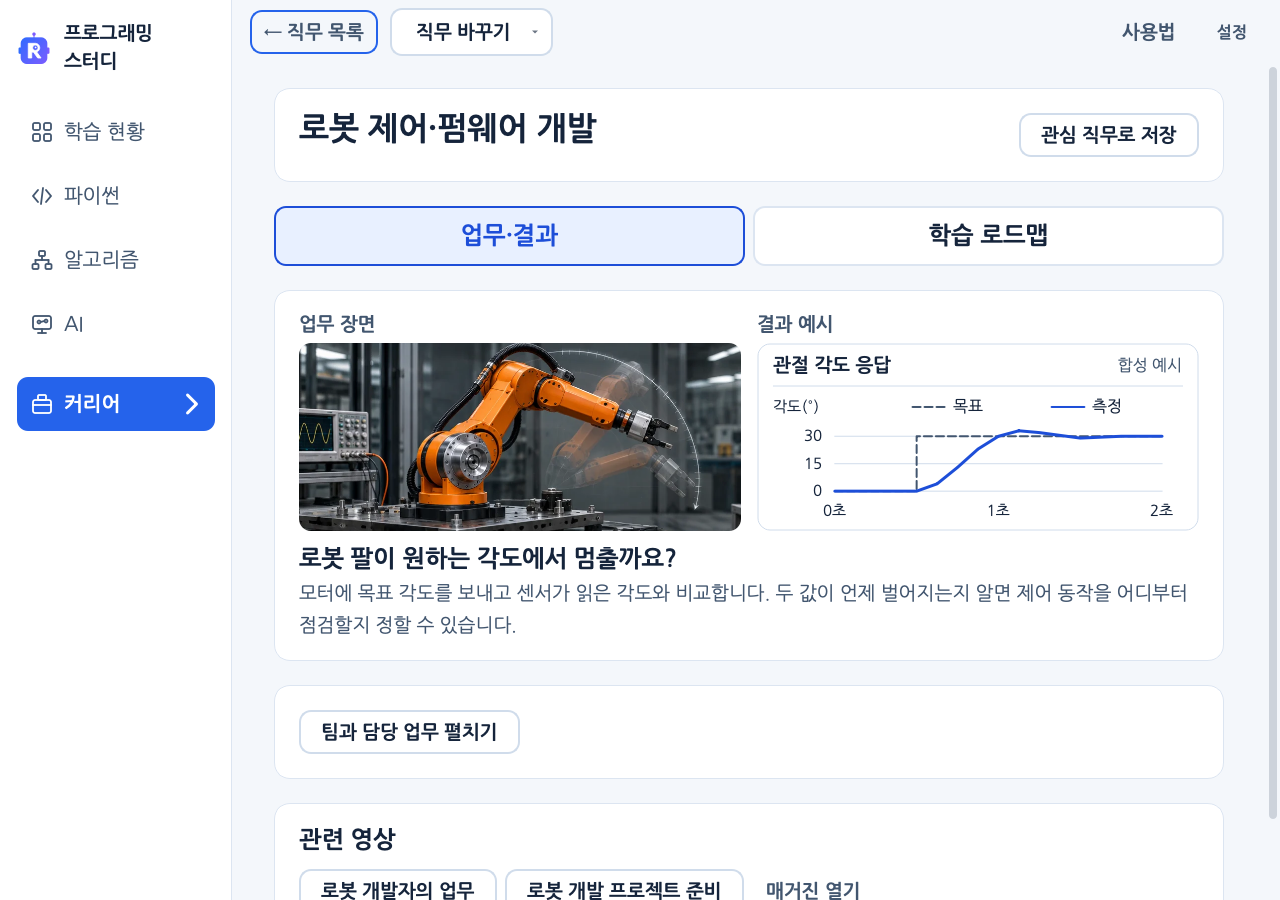 프로그래밍
스터디
학습 현황
파이썬
알고리즘
AI
커리어
← 직무 목록
직무 바꾸기
사용법
설정
로봇 제어·펌웨어 개발
관심 직무로 저장
업무·결과
학습 로드맵
업무 장면
결과 예시
관절 각도 응답
합성 예시
각도(°)
목표
측정
30
15
0
0초
1초
2초
로봇 팔이 원하는 각도에서 멈출까요?
모터에 목표 각도를 보내고 센서가 읽은 각도와 비교합니다. 두 값이 언제 벌어지는지 알면 제어 동작을 어디부터
점검할지 정할 수 있습니다.
팀과 담당 업무 펼치기
관련 영상
로봇 개발자의 업무
로봇 개발 프로젝트 준비
매거진 열기